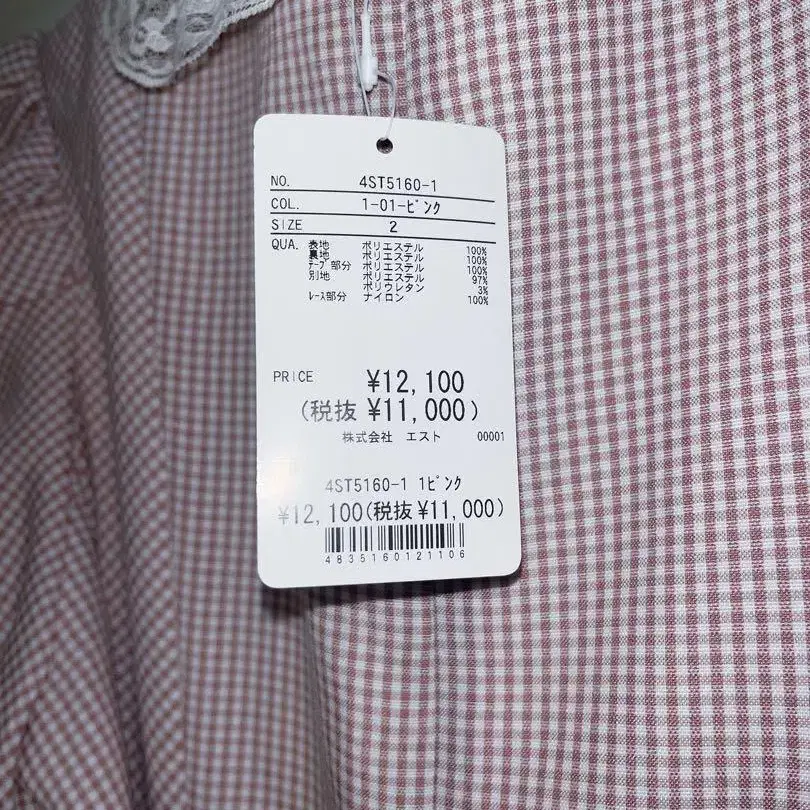 NO. 4ST5160-1
COL. 1-01-ﾋﾟﾝｸ
SIZE 2
QUA. 表地 ポリエステル 100%
裏地 ポリエステル 100%
ﾃｰﾌﾟ部分 ポリエステル 100%
別地 ポリエステル 97%
ポリウレタン 3%
ﾚｰｽ部分 ナイロン 100%
PRICE ¥12,100
(税抜 ¥11,000)
株式会社 エスト 00001
4ST5160-1 1ﾋﾟﾝｸ
¥12,100(税抜¥11,000)
4835160121106